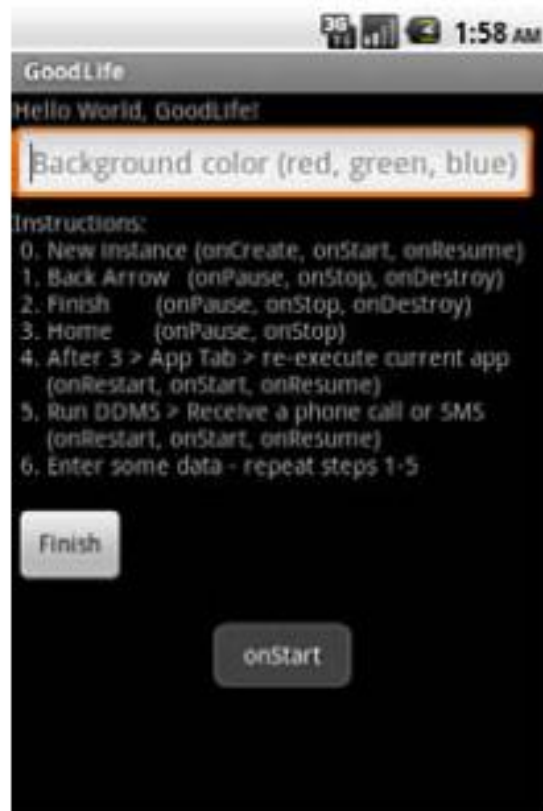 3G
1:58 AM
GoodLife
Hello World, GoodLife!
Background color (red, green, blue)
Instructions:
0. New instance (onCreate, onStart, onResume)
1. Back Arrow (onPause, onStop, onDestroy)
2. Finish (onPause, onStop, onDestroy)
3. Home (onPause, onStop)
4. After 3 > App Tab > re-execute current app
(onRestart, onStart, onResume)
5. Run DDMS > Receive a phone call or SMS
(onRestart, onStart, onResume)
6. Enter some data - repeat steps 1-5
Finish
onStart